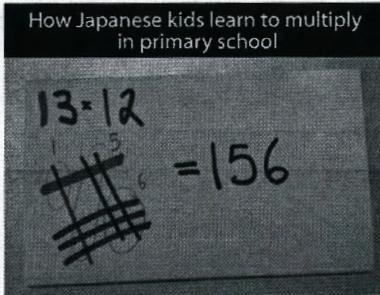 How Japanese kids learn to multiply
in primary school
13 × 12
1 5
6
= 156